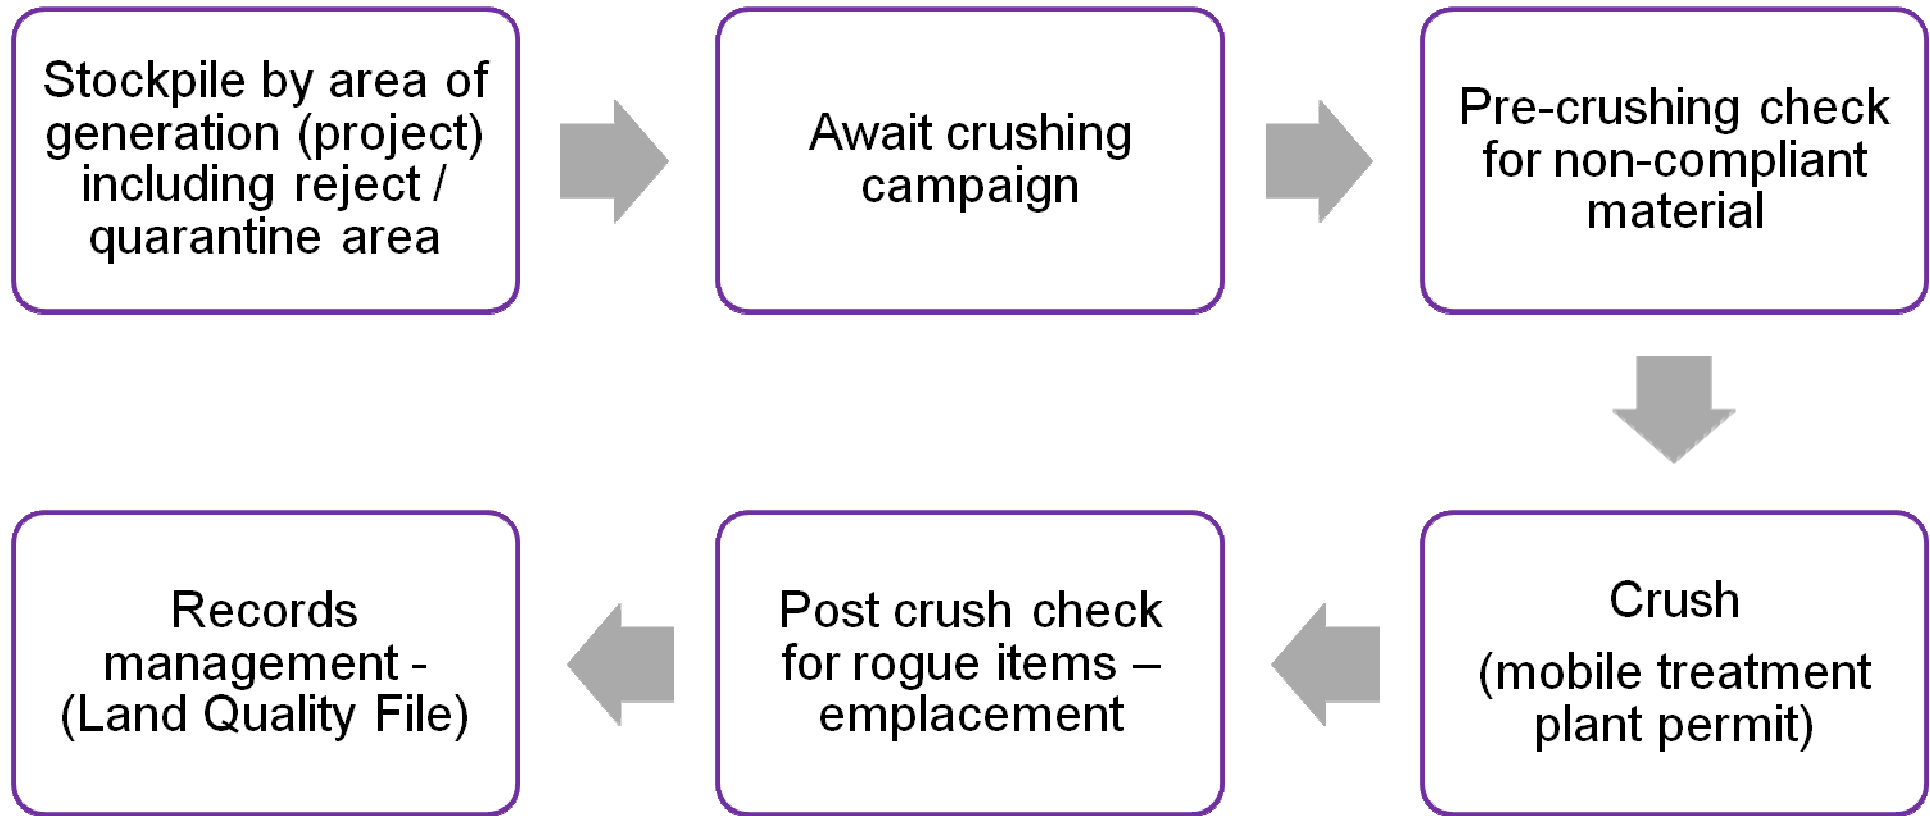 Stockpile by area of
generation (project)
including reject /
quarantine area
Await crushing
campaign
Pre-crushing check
for non-compliant
material
Crush
(mobile treatment
plant permit)
Post crush check
for rogue items –
emplacement
Records
management -
(Land Quality File)